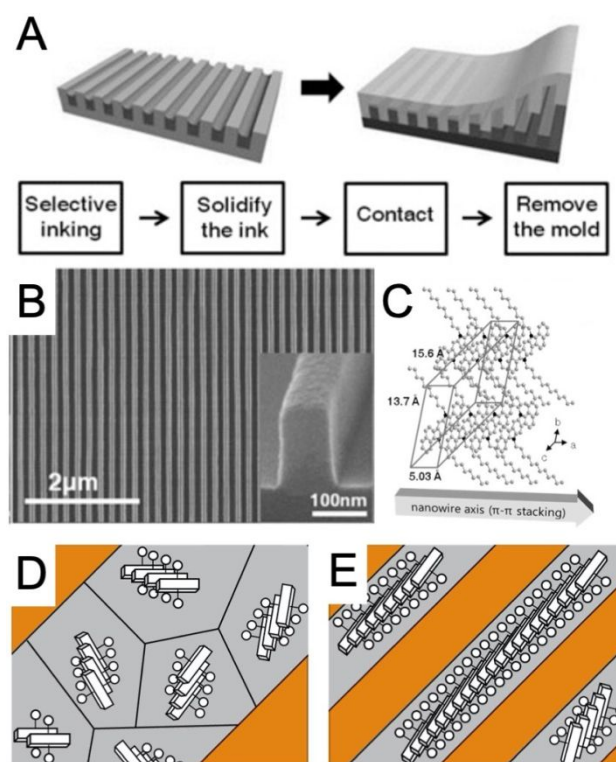 A
Selective
inking
Solidify
the ink
Contact
Remove
the mold
B
2μm
100nm
C
15.6 Å
13.7 Å
5.03 Å
b
a
c
nanowire axis (π-π stacking)
D
E